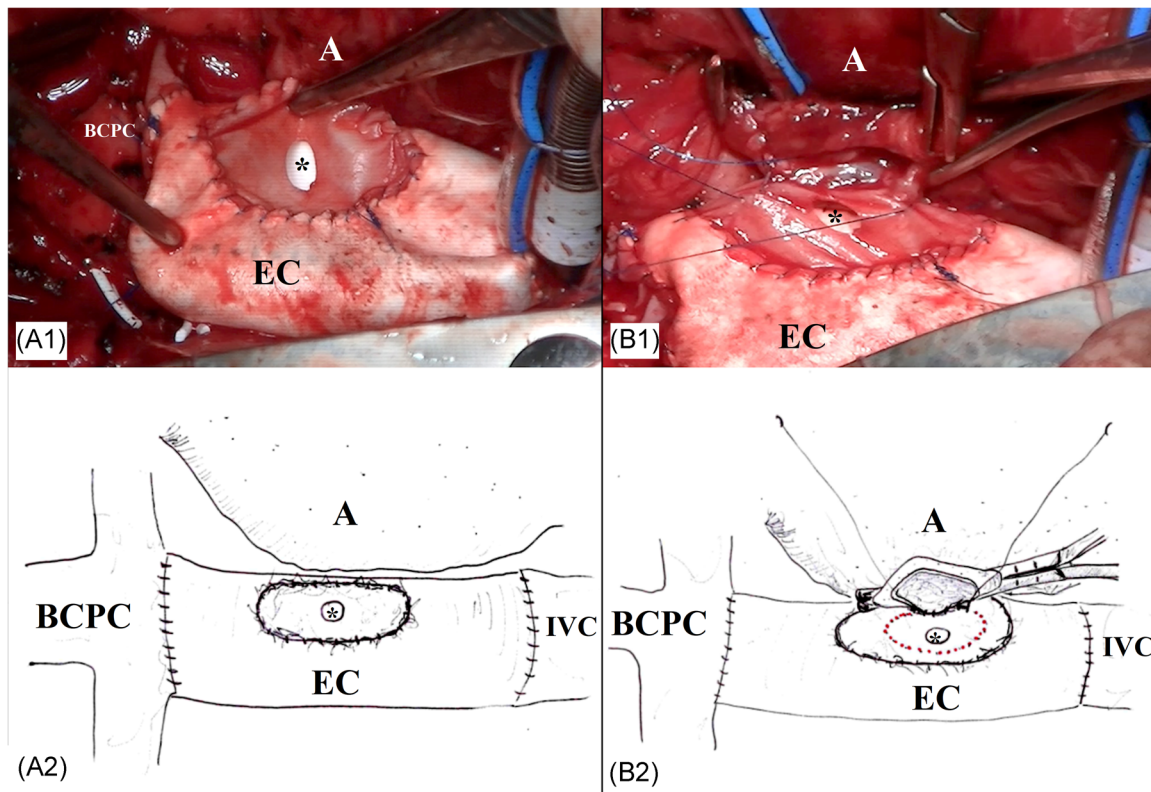 A
BCPC
*
EC
(A1)
A
*
EC
(B1)
A
BCPC
*
IVC
EC
(A2)
A
BCPC
*
IVC
EC
(B2)